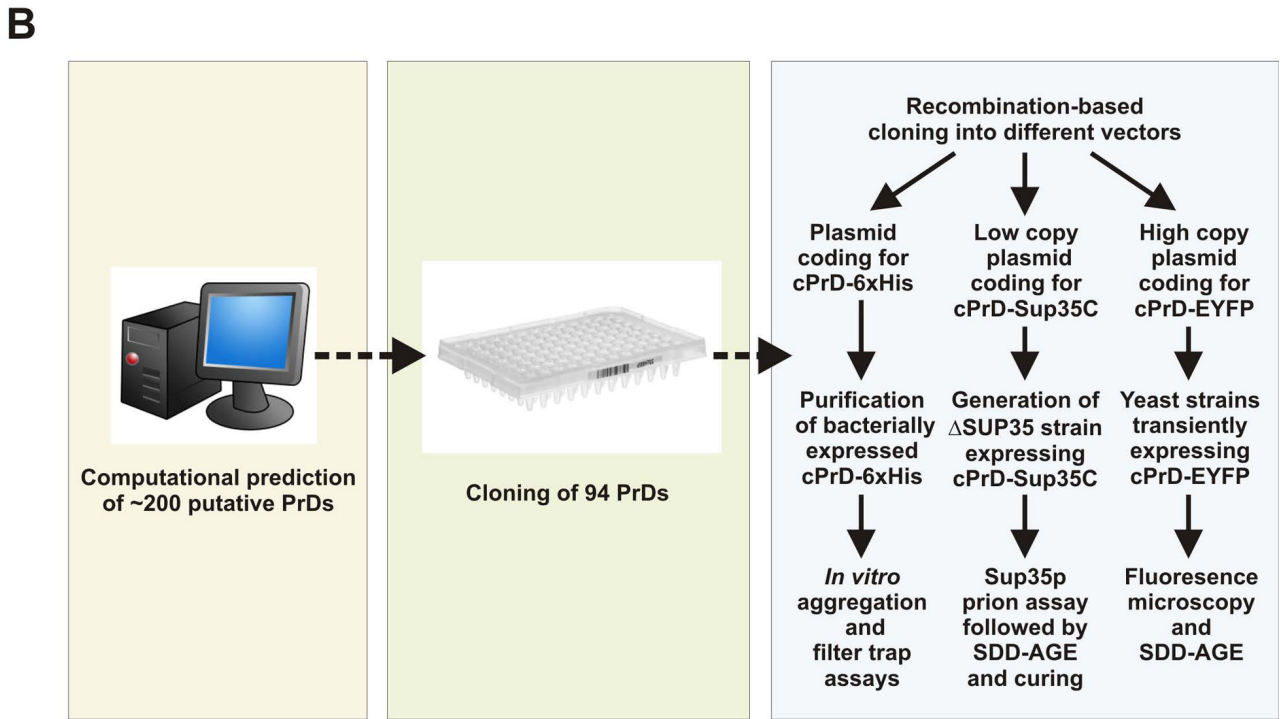 B
Computational prediction
of ~200 putative PrDs
Cloning of 94 PrDs
Recombination-based
cloning into different vectors
Plasmid
coding for
cPrD-6xHis
Purification
of bacterially
expressed
cPrD-6xHis
In vitro
aggregation
and
filter trap
assays
Low copy
plasmid
coding for
cPrD-Sup35C
Generation of
ΔSUP35 strain
expressing
cPrD-Sup35C
Sup35p
prion assay
followed by
SDD-AGE
and curing
High copy
plasmid
coding for
cPrD-EYFP
Yeast strains
transiently
expressing
cPrD-EYFP
Fluoresence
microscopy
and
SDD-AGE